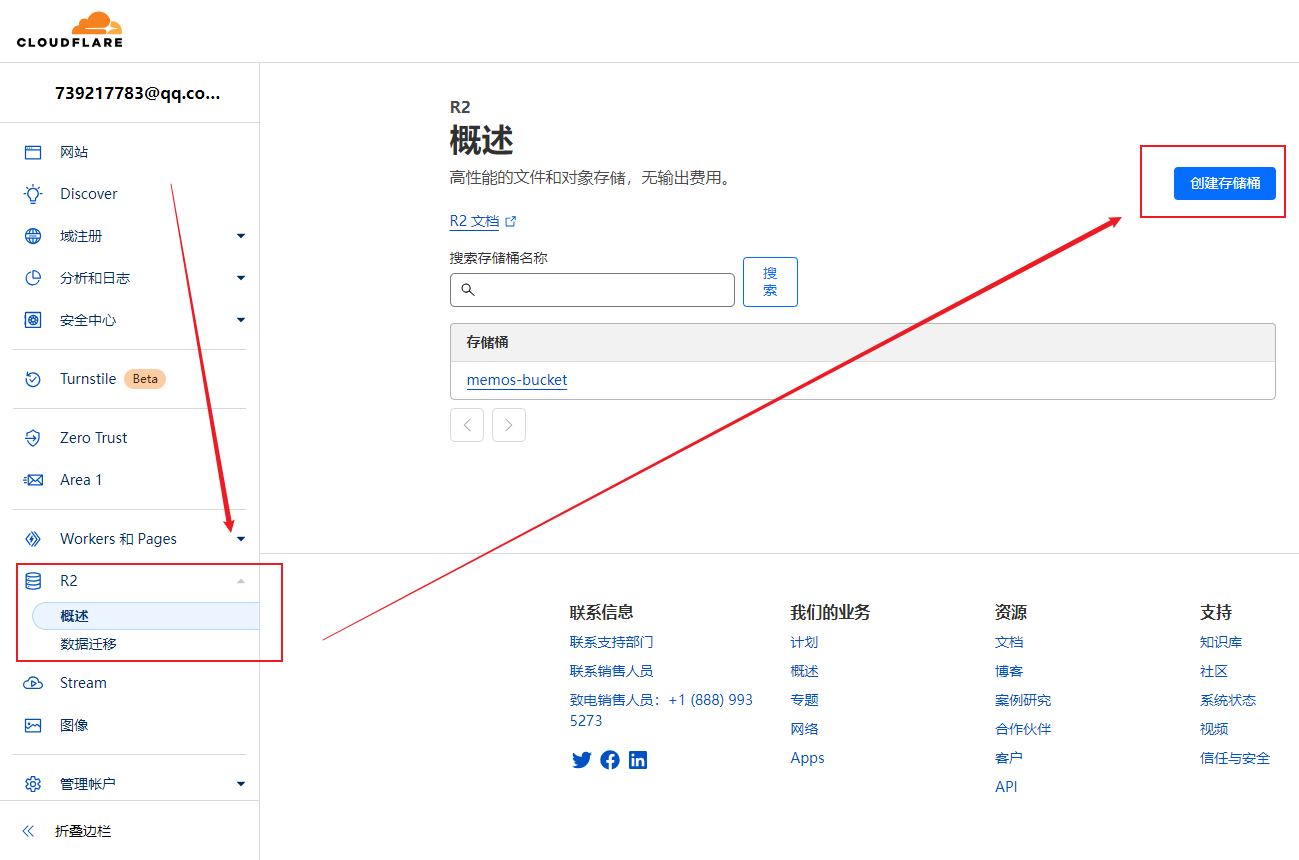 CLOUDFLARE
739217783@qq.co...
网站
Discover
域注册
分析和日志
安全中心
Turnstile Beta
Zero Trust
Area 1
Workers 和 Pages
R2
概述
数据迁移
Stream
图像
管理帐户
折叠边栏
R2
概述
高性能的文件和对象存储，无输出费用。
创建存储桶
R2 文档
搜索存储桶名称
搜
索
存储桶
memos-bucket
联系信息
联系支持部门
联系销售人员
致电销售人员：+1 (888) 993
5273
我们的业务
计划
概述
专题
网络
Apps
资源
文档
博客
案例研究
合作伙伴
客户
API
支持
知识库
社区
系统状态
视频
信任与安全